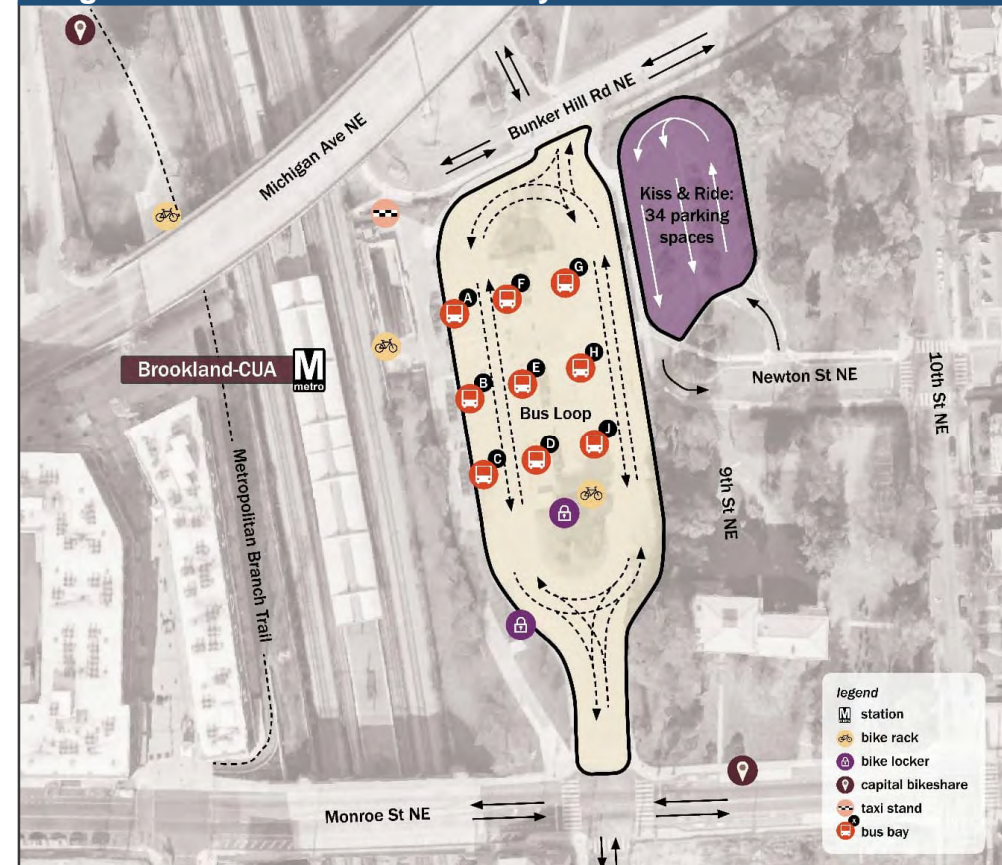 Bunker Hill Rd NE
Michigan Ave NE
Kiss & Ride:
34 parking
spaces
G
F
A
H
E
B
Brookland-CUA
M
metro
Newton St NE
10th St NE
Bus Loop
J
D
C
Metropolitan Branch Trail
9th St NE
legend
M station
bike rack
bike locker
capital bikeshare
taxi stand
X
bus bay
Monroe St NE